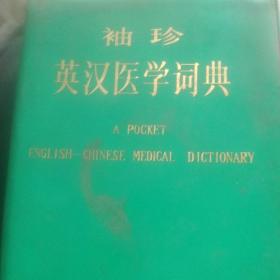 袖珍
英汉医学词典
A POCKET
ENGLISH—CHINESE MEDICAL DICTIONARY